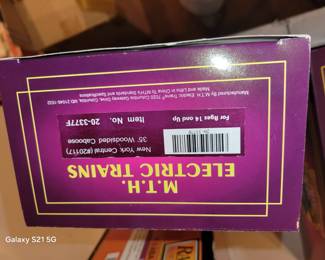 M.T.H.
ELECTRIC TRAINS
New York Central (#20117)
35' Woodsided Caboose
For Ages 14 and Up
Item No. 20-3377F
Made and Litho in China To MTH's Standards and Specifications
Manufactured By M.T.H. Electric Trains® 7020 Columbia Gateway Drive, Columbia, MD 21046-1532
Galaxy S21 5G